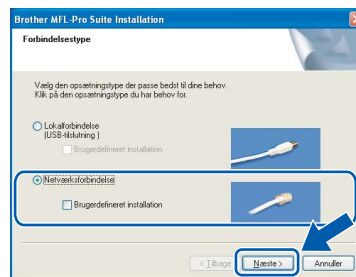 Brother MFL-Pro Suite Installation
Forbindelsestype
Vælg den opsætningstype der passe bedst til dine behov.
Klik på den opsætningstype du har behov for.
Lokalforbindelse
(USB-tilslutning )
Brugerdefineret installation
Netværksforbindelse
Brugerdefineret installation
< Tilbage
Næste >
Annuller